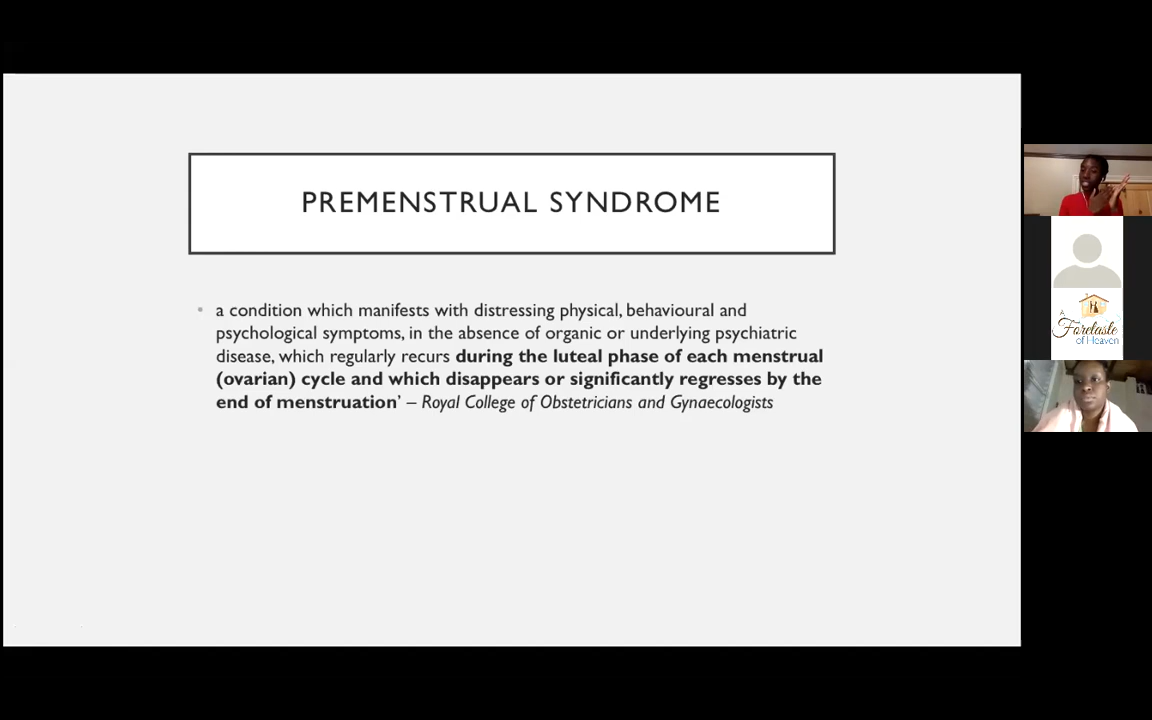 PREMENSTRUAL SYNDROME
a condition which manifests with distressing physical, behavioural and
psychological symptoms, in the absence of organic or underlying psychiatric
disease, which regularly recurs during the luteal phase of each menstrual
(ovarian) cycle and which disappears or significantly regresses by the
end of menstruation’ – Royal College of Obstetricians and Gynaecologists
A
Foretaste
of Heaven